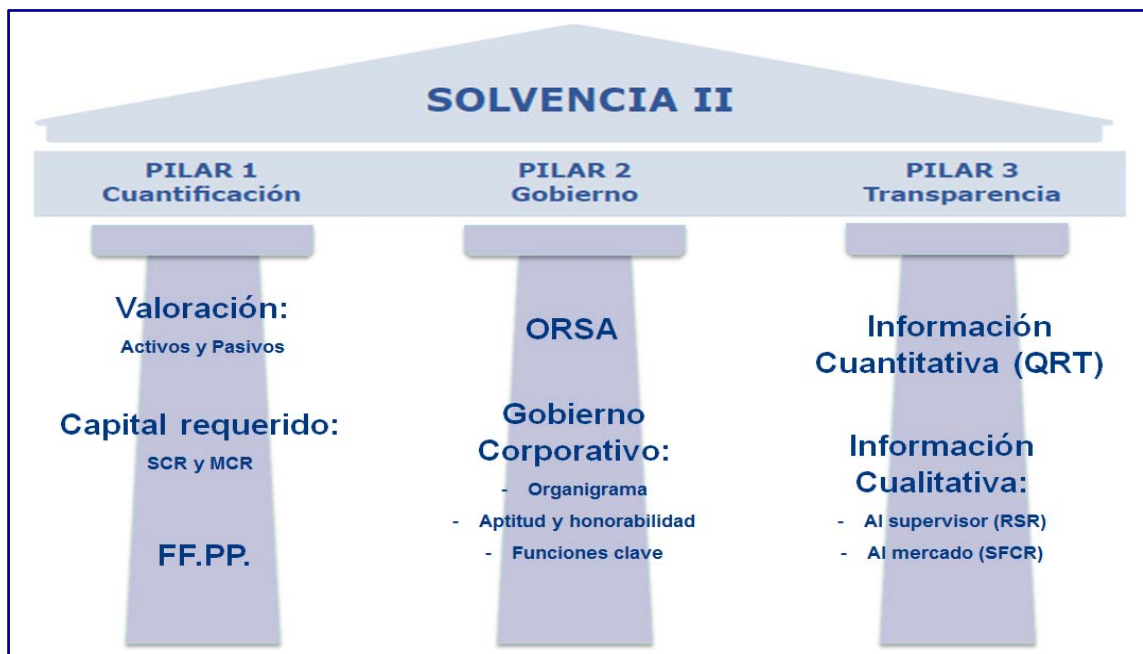 SOLVENCIA II
PILAR 1
Cuantificación
PILAR 2
Gobierno
PILAR 3
Transparencia
Valoración:
Activos y Pasivos
Capital requerido:
SCR y MCR
FF.PP.
ORSA
Gobierno
Corporativo:
- Organigrama
- Aptitud y honorabilidad
- Funciones clave
Información
Cuantitativa (QRT)
Información
Cualitativa:
- Al supervisor (RSR)
- Al mercado (SFCR)